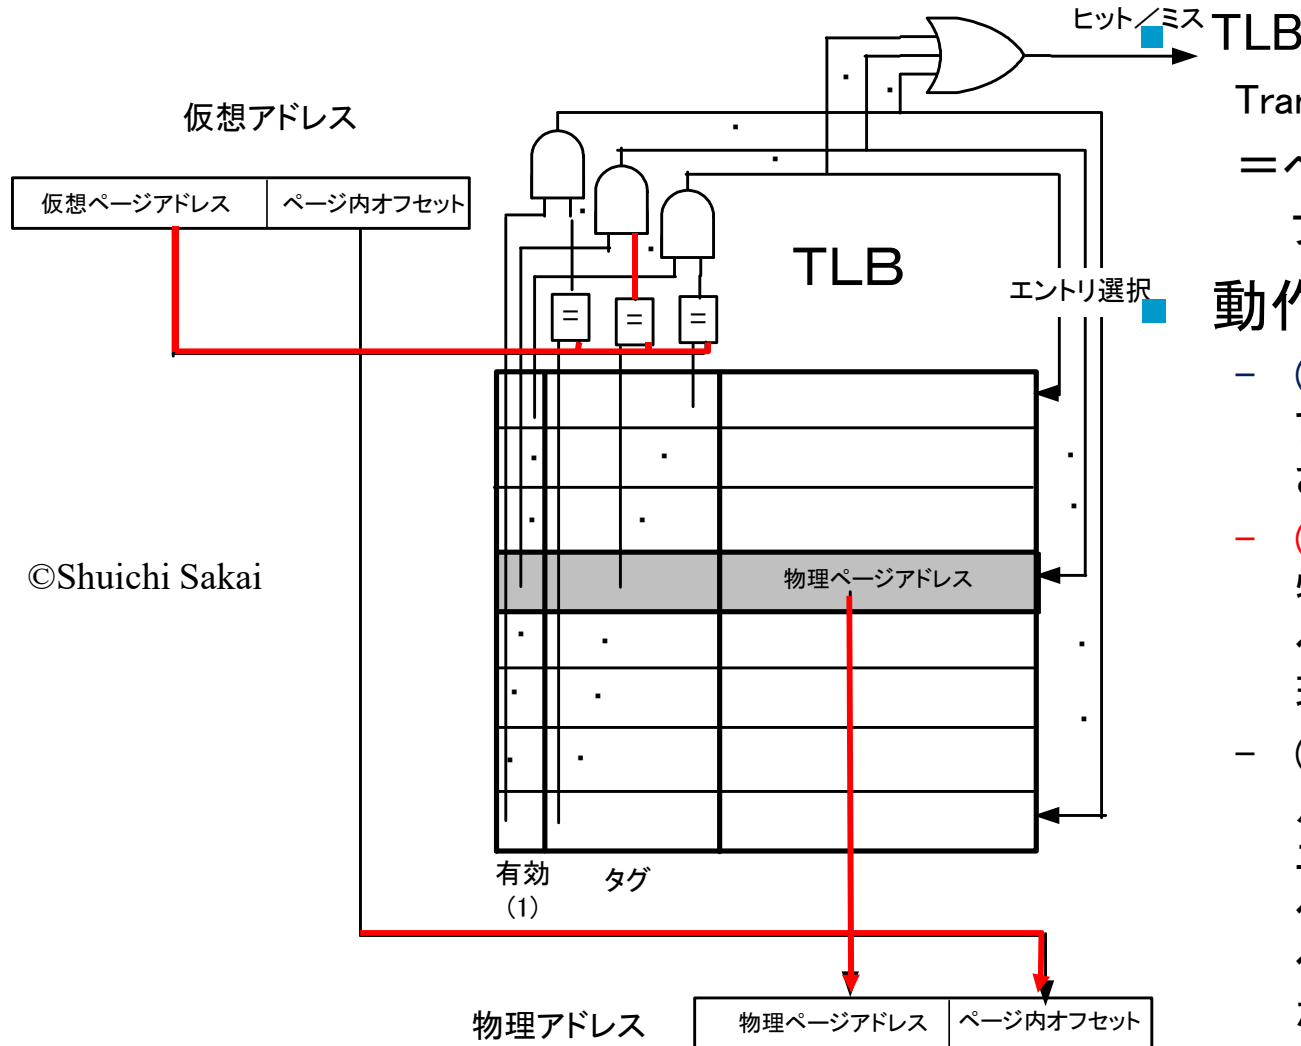 ヒット／ミス
仮想アドレス
仮想ページアドレス
ページ内オフセット
TLB
エントリ選択
=
=
=
©Shuichi Sakai
物理ページアドレス
有効
(1)
タグ
物理アドレス
物理ページアドレス
ページ内オフセット
TLB
＝
動作